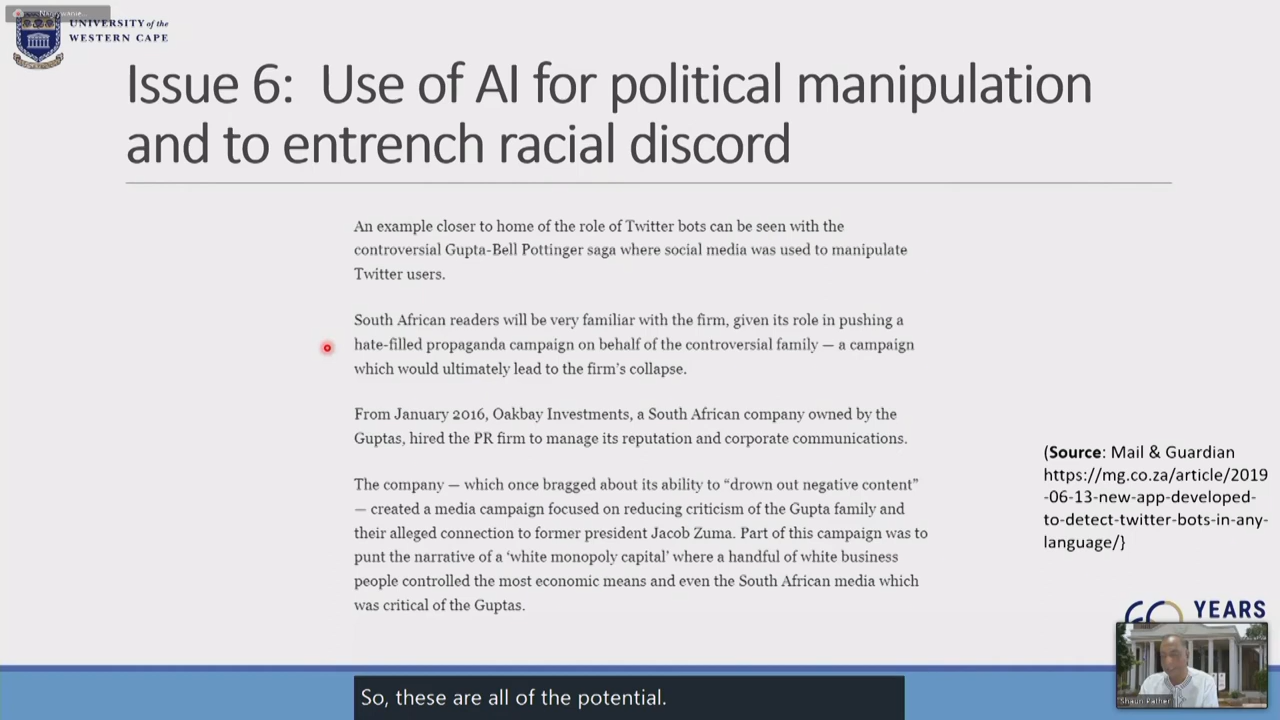 UNIVERSITY of the
WESTERN CAPE
Issue 6: Use of AI for political manipulation
and to entrench racial discord
An example closer to home of the role of Twitter bots can be seen with the
controversial Gupta-Bell Pottinger saga where social media was used to manipulate
Twitter users.
South African readers will be very familiar with the firm, given its role in pushing a
hate-filled propaganda campaign on behalf of the controversial family — a campaign
which would ultimately lead to the firm's collapse.
From January 2016, Oakbay Investments, a South African company owned by the
Guptas, hired the PR firm to manage its reputation and corporate communications.
The company — which once bragged about its ability to “drown out negative content”
— created a media campaign focused on reducing criticism of the Gupta family and
their alleged connection to former president Jacob Zuma. Part of this campaign was to
punt the narrative of a ‘white monopoly capital’ where a handful of white business
people controlled the most economic means and even the South African media which
was critical of the Guptas.
(Source: Mail & Guardian
https://mg.co.za/article/2019
-06-13-new-app-developed-
to-detect-twitter-bots-in-any-
language/}
60 YEARS
Shaun Pather
So, these are all of the potential.